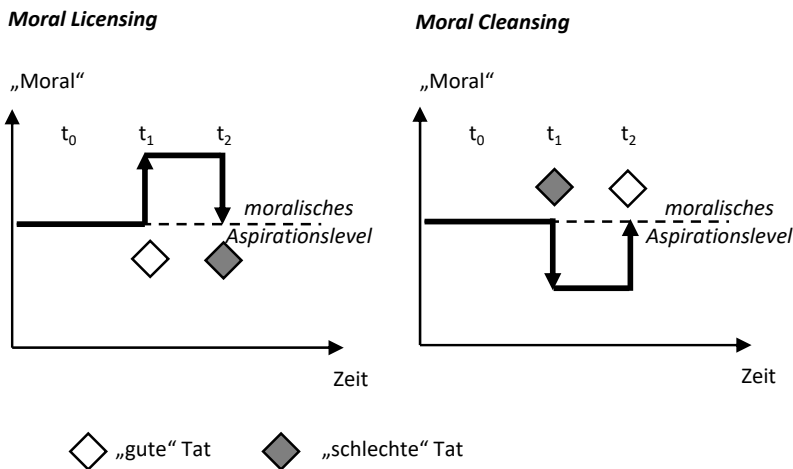 Moral Licensing
„Moral“
t₀ t₁ t₂
moralisches
Aspirationslevel
Zeit
Moral Cleansing
„Moral“
t₀ t₁ t₂
moralisches
Aspirationslevel
Zeit
„gute“ Tat
„schlechte“ Tat